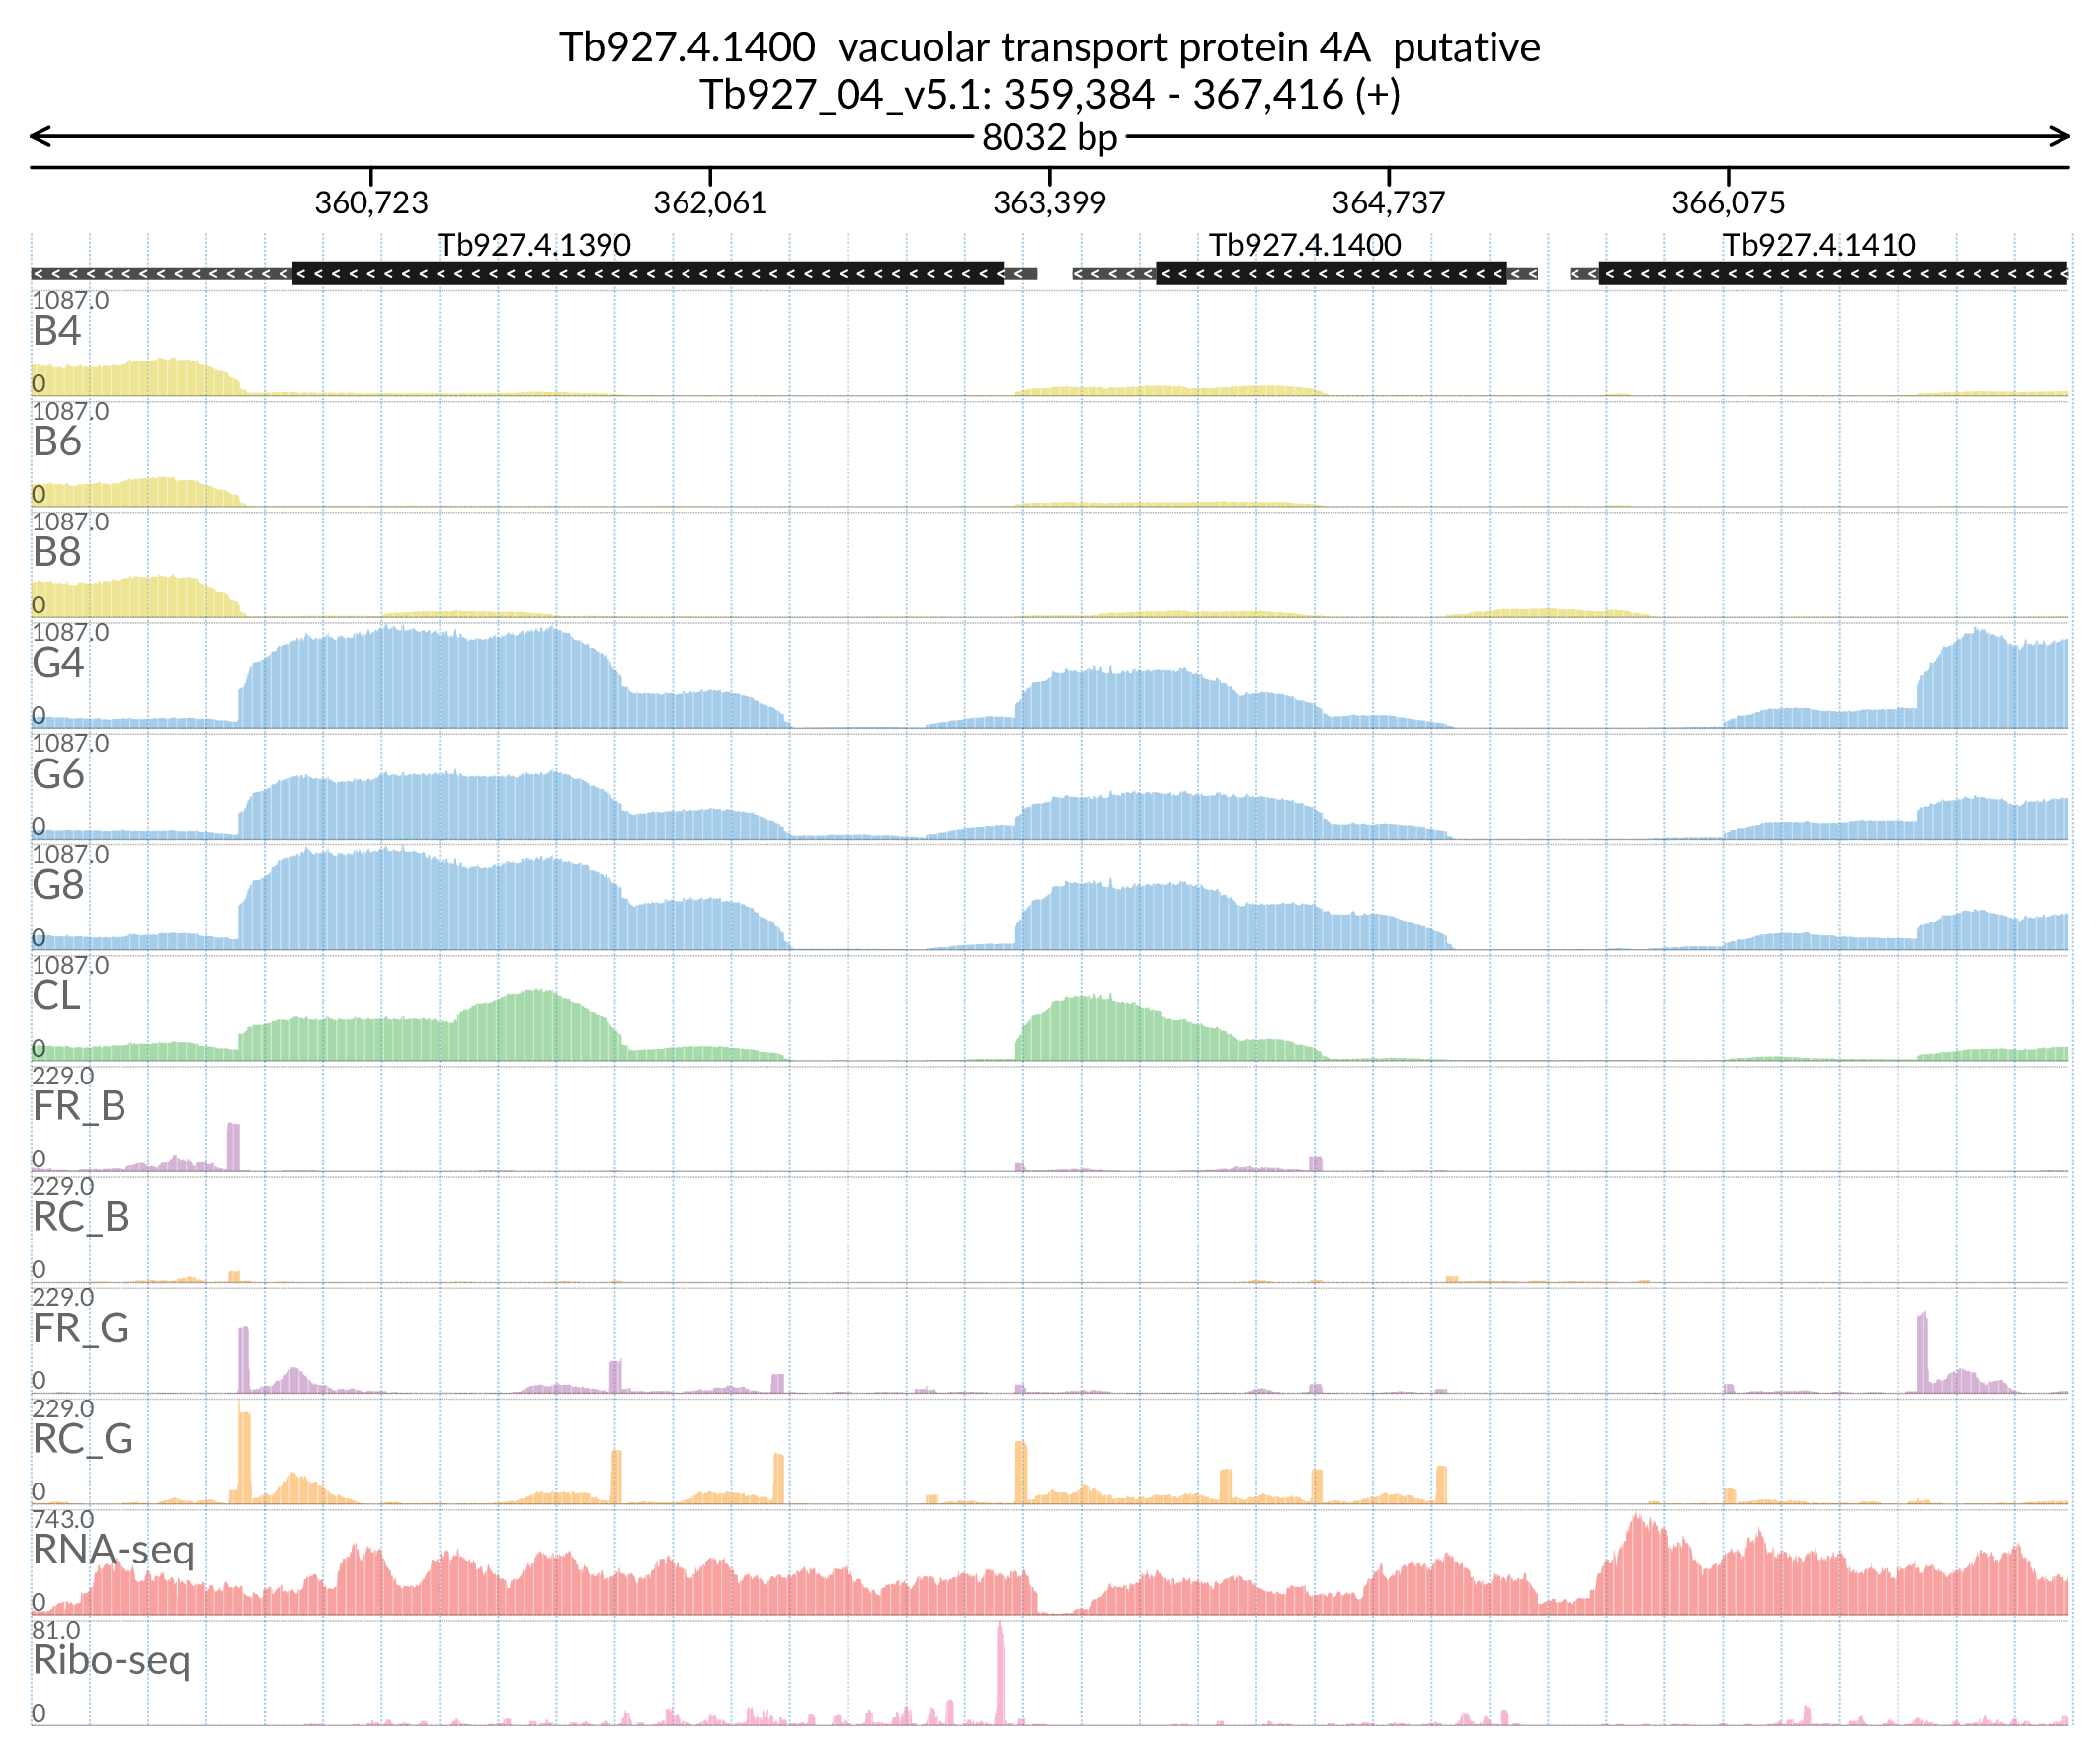 Tb927.4.1400 vacuolar transport protein 4A putative
Tb927_04_v5.1: 359,384 - 367,416 (+)
8032 bp
360,723 362,061 363,399 364,737 366,075
Tb927.4.1390 Tb927.4.1400 Tb927.4.1410
1087.0
B4
0
1087.0
B6
0
1087.0
B8
0
1087.0
G4
0
1087.0
G6
0
1087.0
G8
0
1087.0
CL
0
229.0
FR_B
0
229.0
RC_B
0
229.0
FR_G
0
229.0
RC_G
0
743.0
RNA-seq
0
81.0
Ribo-seq
0